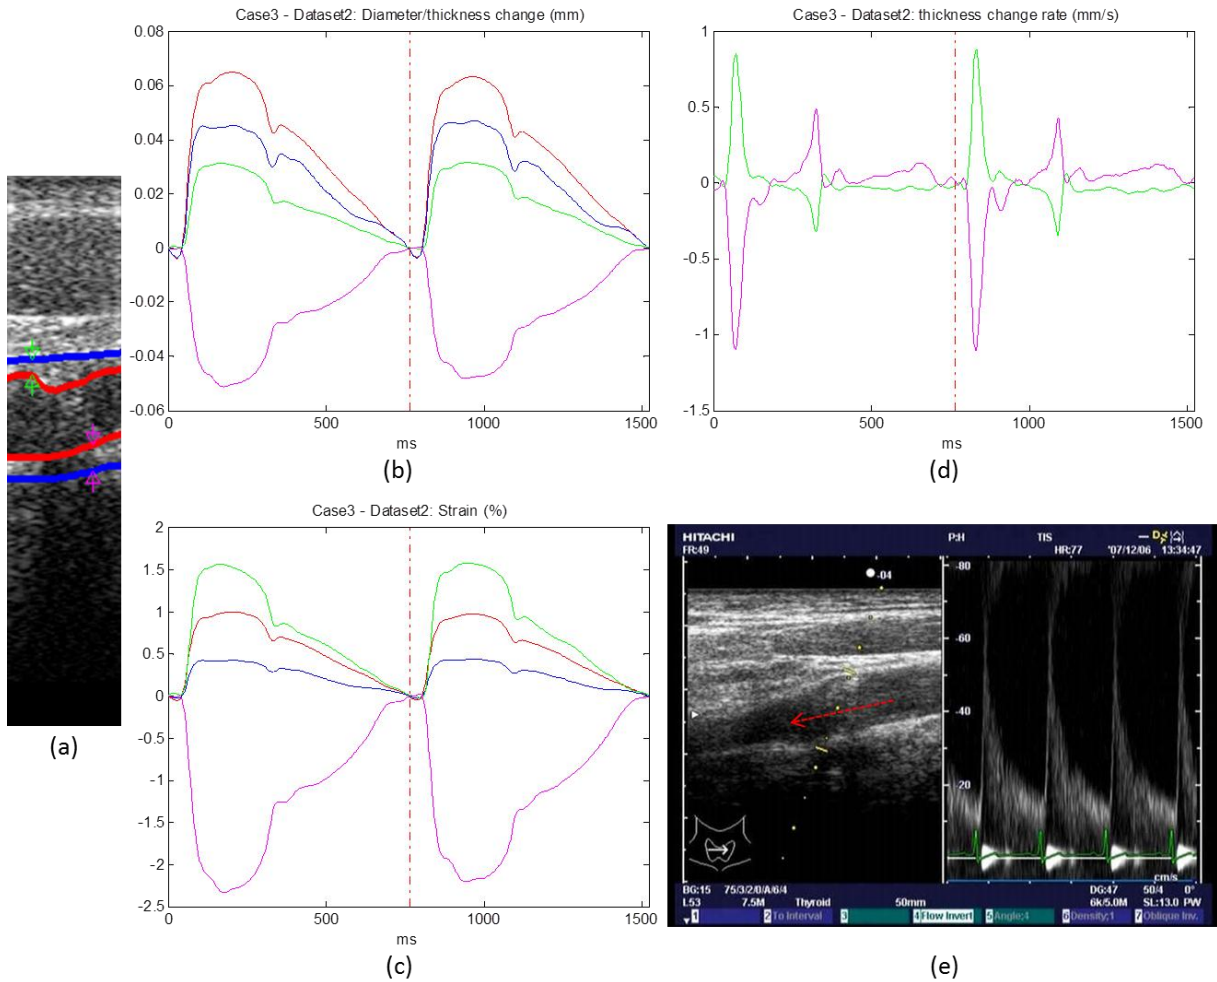 Case3 - Dataset2: Diameter/thickness change (mm)
0.08
0.06
0.04
0.02
0
-0.02
-0.04
-0.06
0
500
1000
1500
ms
(b)
Case3 - Dataset2: thickness change rate (mm/s)
1
0.5
0
-0.5
-1
-1.5
0
500
1000
1500
ms
(d)
(a)
Case3 - Dataset2: Strain (%)
2
1.5
1
0.5
0
-0.5
-1
-1.5
-2
-2.5
0
500
1000
1500
ms
(c)
HITACHI P:H TIS
FR:49 HR:77 '07/12/06 13:34:47
-04
-80
-60
-40
-20
cm/s
BG:15 75/3/2/0/A/6/4 DG:47 50/4 0°
L53 7.5M Thyroid 50mm 6k/5.0M SL:13.0 PW
1 2 To Interval 3 4 Flow Invert 5 Angle;4 6 Density;1 7 Oblique Inv.
(e)